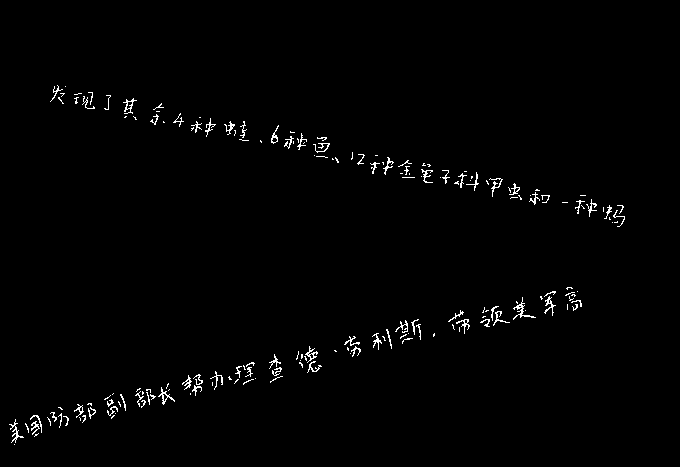 发现了其余4种蛙、6种鱼、12种金龟子科甲虫和一种蚂
美国防部副部长帮办理查德·劳利斯,带领美军高